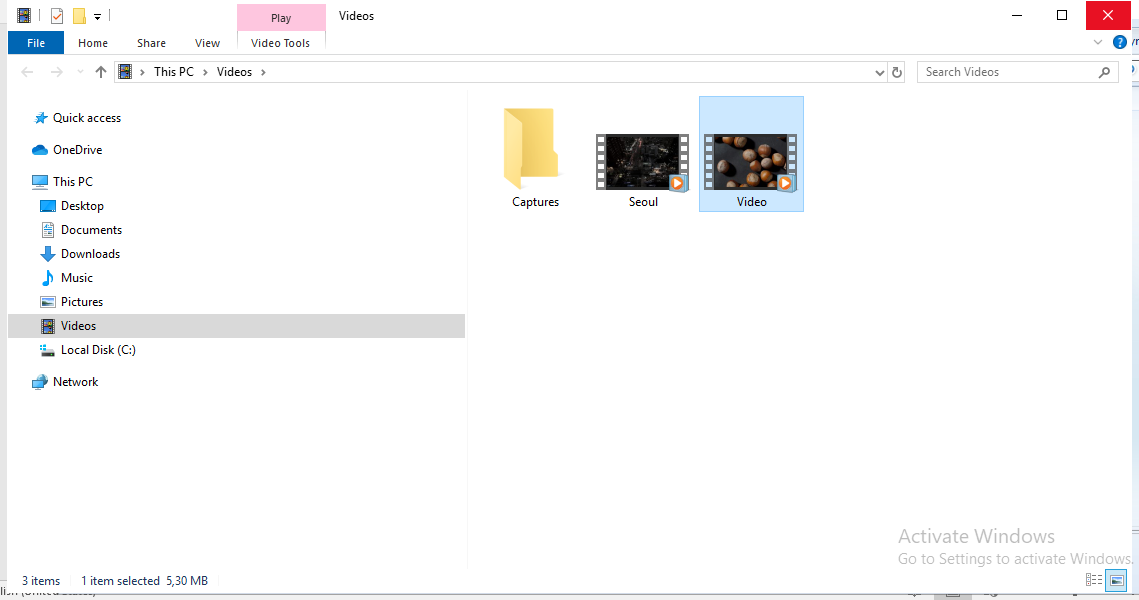 Play
Videos
File
Home
Share
View
Video Tools
This PC
Videos
Search Videos
Quick access
OneDrive
This PC
Desktop
Documents
Downloads
Music
Pictures
Videos
Local Disk (C:)
Network
Captures
Seoul
Video
Activate Windows
Go to Settings to activate Windows.
3 items
1 item selected 5,30 MB